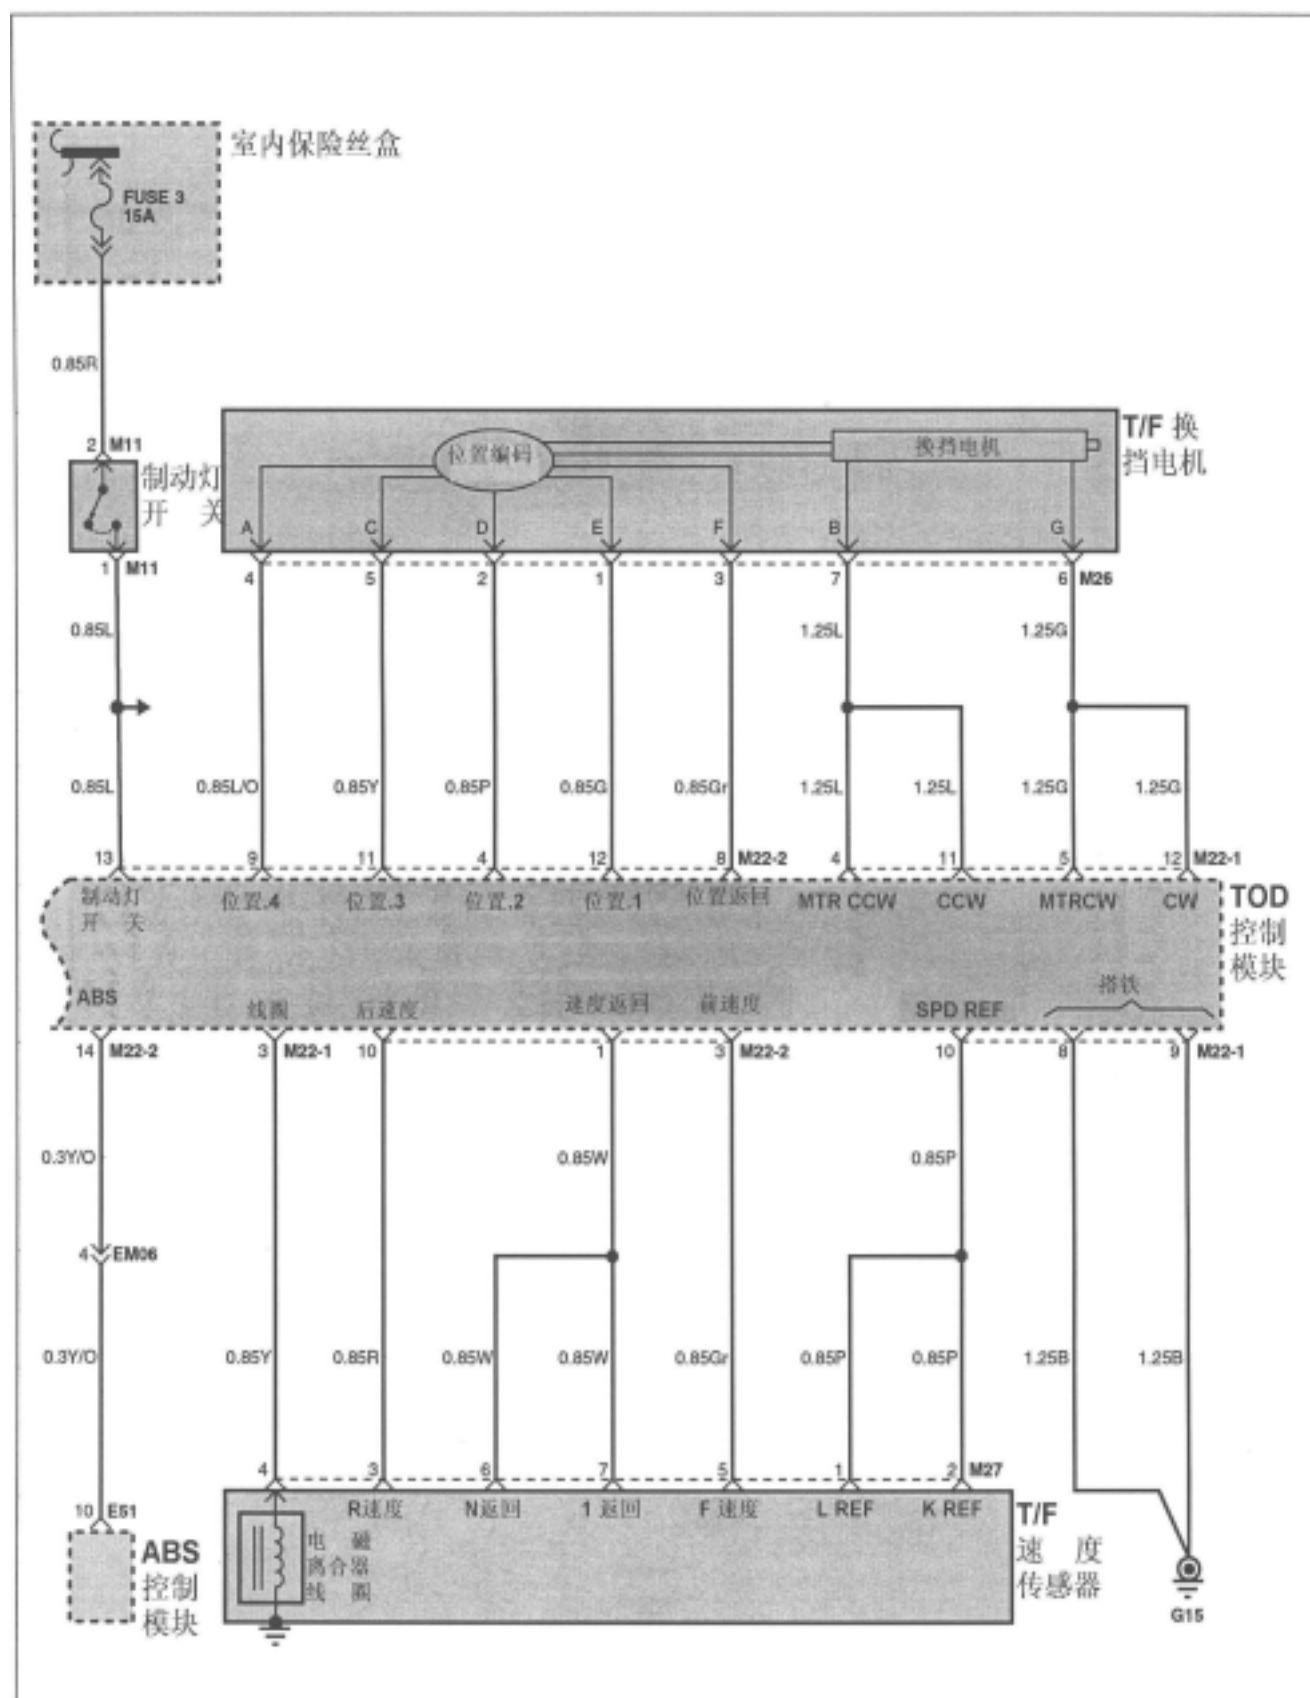 室内保险丝盒
FUSE 3
15A
0.85R
2 M11
制动灯
开 关
1 M11
T/F 换
挡电机
位置编码
换挡电机
A C D E F B G
4 5 2 1 3 7 6 M26
0.85L 1.25L 1.25G
0.85L 0.85L/O 0.85Y 0.85P 0.85G 0.85Gr 1.25L 1.25L 1.25G 1.25G
13 9 11 4 12 8 M22-2 4 11 5 12 M22-1
制动灯
开 关
位置.4 位置.3 位置.2 位置.1 位置返回 MTR CCW CCW MTRCW CW
TOD
控制
模块
ABS 线圈 后速度 速度返回 前速度 SPD REF 搭铁
14 M22-2 3 M22-1 10 1 3 M22-2 10 8 9 M22-1
0.3Y/O 0.85W 0.85P
4 EM06
0.3Y/O 0.85Y 0.85R 0.85W 0.85W 0.85Gr 0.85P 0.85P 1.25B 1.25B
4 3 6 7 5 1 2 M27
10 E51
R速度 N返回 1 返回 F 速度 L REF K REF
T/F
速 度
传感器
电 磁
离合器
线 圈
ABS
控制
模块
G15